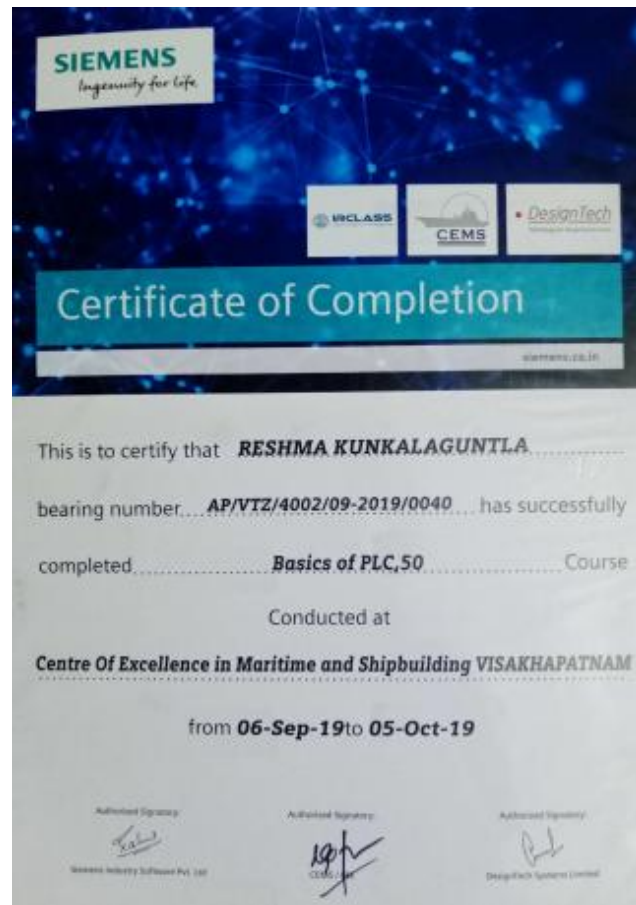 SIEMENS
Ingenuity for life
IRCLASS
CEMS
DesignTech
Certificate of Completion
siemens.co.in
This is to certify that RESHMA KUNKALAGUNTLA
bearing number AP/VTZ/4002/09-2019/0040 has successfully
completed Basics of PLC,50 Course
Conducted at
Centre Of Excellence in Maritime and Shipbuilding VISAKHAPATNAM
from 06-Sep-19to 05-Oct-19
Authorised Signatory
Authorised Signatory
Authorised Signatory
Siemens Industry Software Pvt. Ltd
CEMS
DesignTech Systems Limited